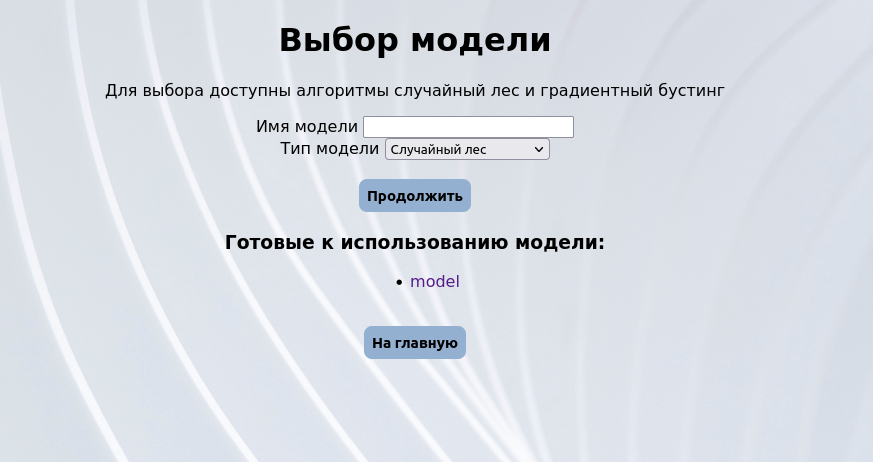 Выбор модели
Для выбора доступны алгоритмы случайный лес и градиентный бустинг
Имя модели
Тип модели Случайный лес
Продолжить
Готовые к использованию модели:
• model
На главную